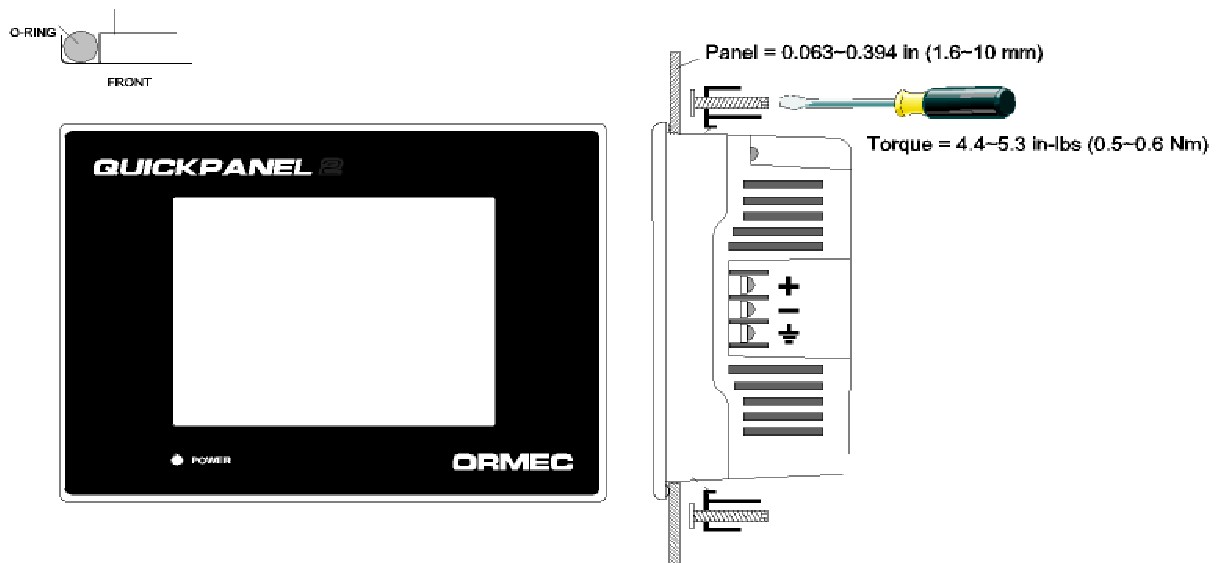 O-RING
FRONT
Panel = 0.063~0.394 in (1.6~10 mm)
Torque = 4.4~5.3 in-lbs (0.5~0.6 Nm)
QUICKPANEL 2
+
−
POWER
ORMEC